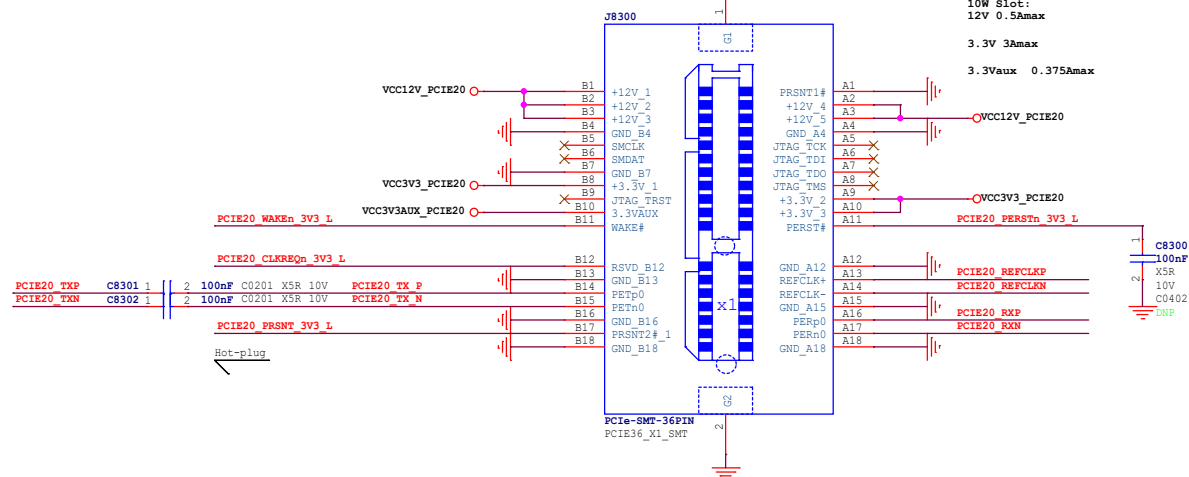 10W Slot:
12V 0.5Amax
3.3V 3Amax
3.3Vaux 0.375Amax
J8300
1
G1
VCC12V_PCIE20
B1 +12V_1 PRSNT1# A1
B2 +12V_2 +12V_4 A2
B3 +12V_3 +12V_5 A3 VCC12V_PCIE20
B4 GND_B4 GND_A4 A4
B5 SMCLK JTAG_TCK A5
B6 SMDAT JTAG_TDI A6
B7 GND_B7 JTAG_TDO A7
VCC3V3_PCIE20 B8 +3.3V_1 JTAG_TMS A8
B9 JTAG_TRST +3.3V_2 A9 VCC3V3_PCIE20
VCC3V3AUX_PCIE20 B10 3.3VAUX +3.3V_3 A10
PCIE20_WAKEn_3V3_L B11 WAKE# PERST# A11 PCIE20_PERSTn_3V3_L
PCIE20_CLKREQn_3V3_L B12 RSVD_B12 GND_A12 A12
B13 GND_B13 REFCLK+ A13 PCIE20_REFCLKP
PCIE20_TXP C8301 1 2 100nF C0201 X5R 10V PCIE20_TX_P B14 PETp0 REFCLK- A14 PCIE20_REFCLKN
PCIE20_TXN C8302 1 2 100nF C0201 X5R 10V PCIE20_TX_N B15 PETn0 GND_A15 A15
B16 GND_B16 PERp0 A16 PCIE20_RXP
PCIE20_PRSNT_3V3_L B17 PRSNT2#_1 PERn0 A17 PCIE20_RXN
B18 GND_B18 GND_A18 A18
x1
Hot-plug
1
2
C8300
100nF
X5R
10V
C0402
DNP
G2
PCIe-SMT-36PIN
PCIE36_X1_SMT
2